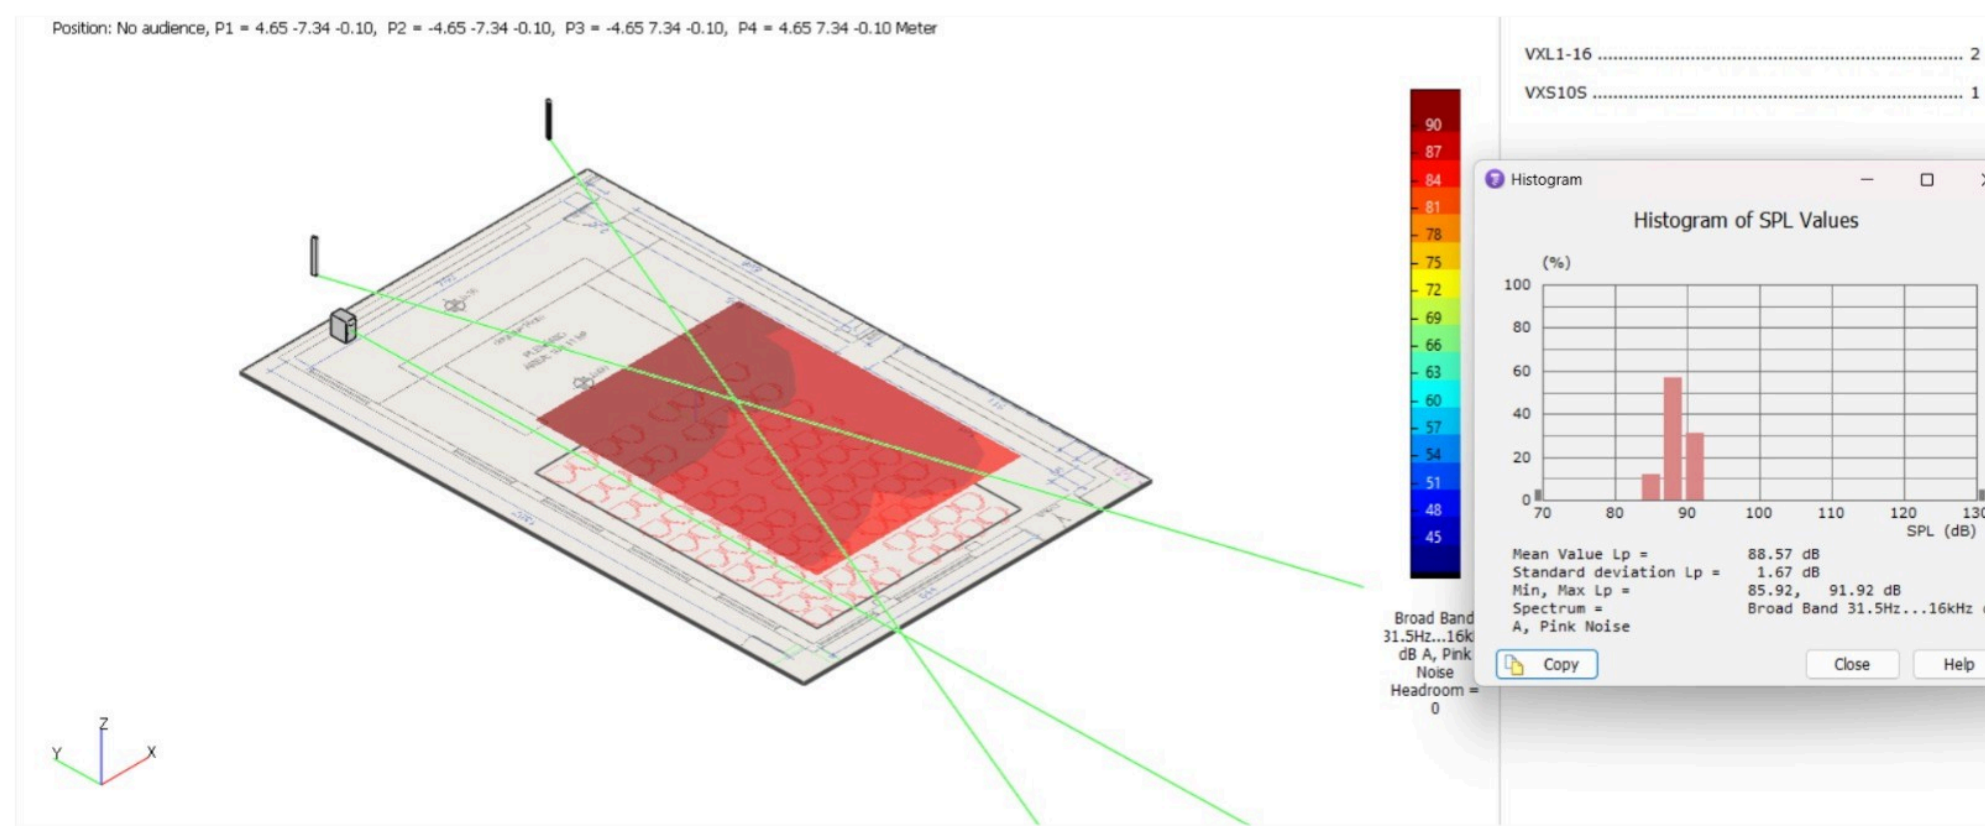 Position: No audience, P1 = 4.65 -7.34 -0.10, P2 = -4.65 -7.34 -0.10, P3 = -4.65 7.34 -0.10, P4 = 4.65 7.34 -0.10 Meter
VXL1-16 ........................................................................ 2
VXS10S ......................................................................... 1
90
87
84
81
78
75
72
69
66
63
60
57
54
51
48
45
Broad Band
31.5Hz...16k
dB A, Pink
Noise
Headroom =
0
Histogram
Histogram of SPL Values
(%)
100
80
60
40
20
0
70 80 90 100 110 120 130
SPL (dB)
Mean Value Lp = 88.57 dB
Standard deviation Lp = 1.67 dB
Min, Max Lp = 85.92, 91.92 dB
Spectrum = Broad Band 31.5Hz...16kHz
A, Pink Noise
Copy Close Help
Z
Y X